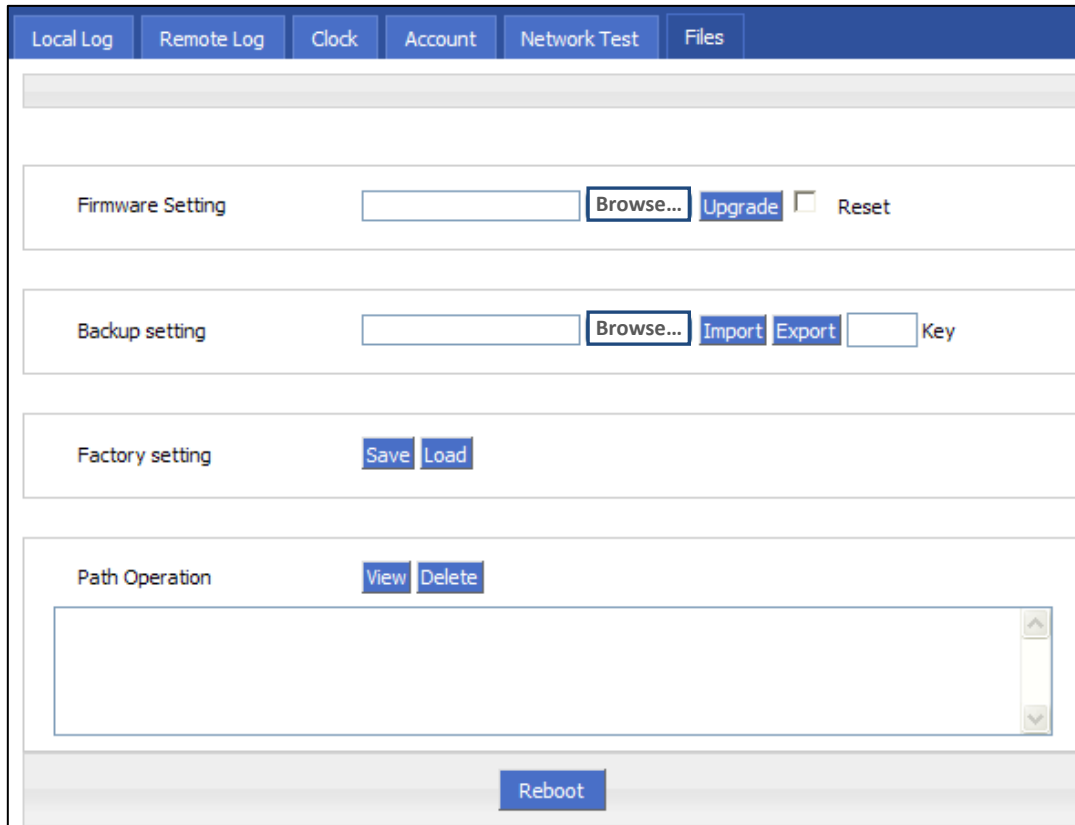 Local Log Remote Log Clock Account Network Test Files
Firmware Setting Browse... Upgrade Reset
Backup setting Browse... Import Export Key
Factory setting Save Load
Path Operation View Delete
Reboot